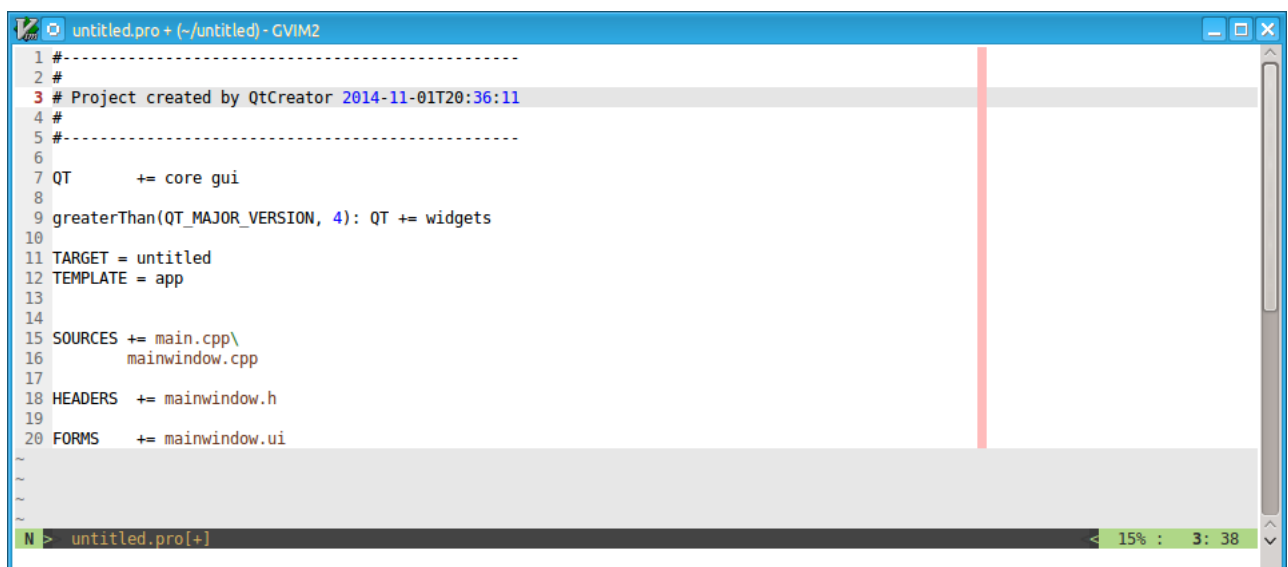 untitled.pro + (~/untitled) - GVIM2
1 #-------------------------------------------------
2 #
3 # Project created by QtCreator 2014-11-01T20:36:11
4 #
5 #-------------------------------------------------
6
7 QT       += core gui
8
9 greaterThan(QT_MAJOR_VERSION, 4): QT += widgets
10
11 TARGET = untitled
12 TEMPLATE = app
13
14
15 SOURCES += main.cpp\
16         mainwindow.cpp
17
18 HEADERS  += mainwindow.h
19
20 FORMS    += mainwindow.ui
~
~
~
~
N > untitled.pro[+] < 15% : 3: 38